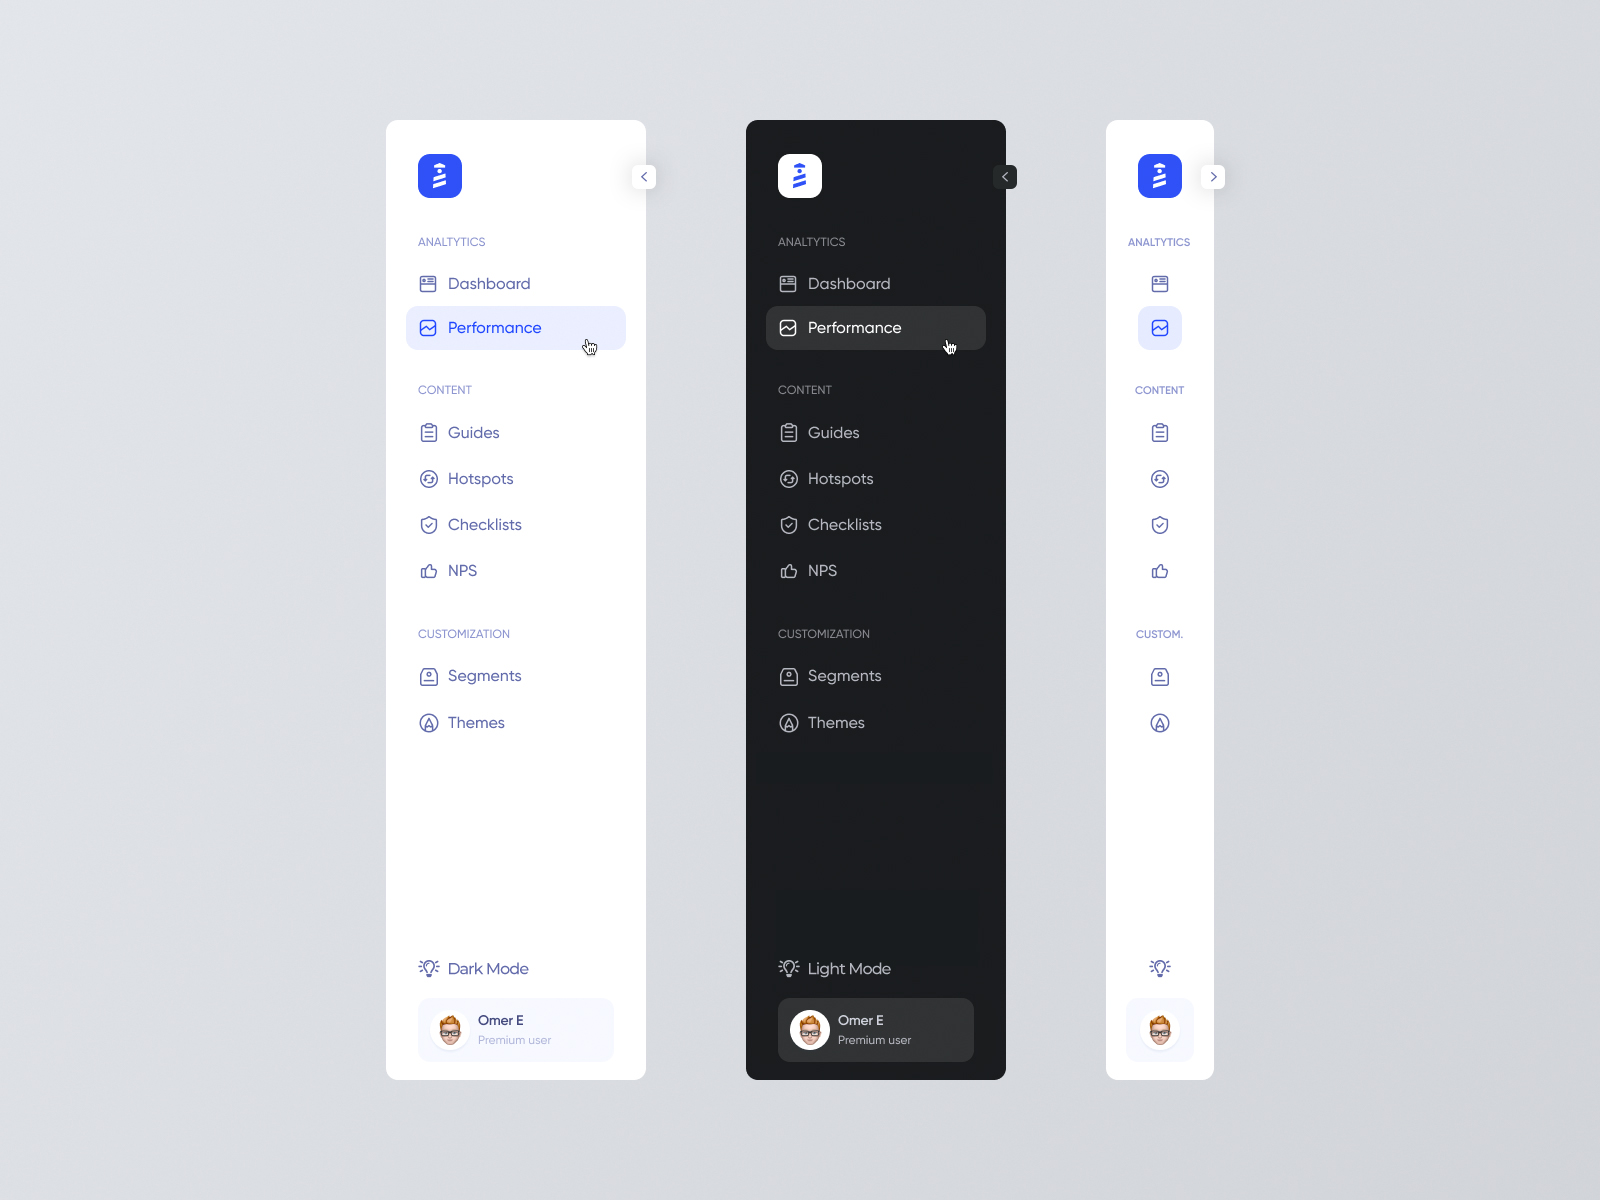 ANALTYTICS
Dashboard
Performance
CONTENT
Guides
Hotspots
Checklists
NPS
CUSTOMIZATION
Segments
Themes
Dark Mode
Omer E
Premium user
ANALTYTICS
Dashboard
Performance
CONTENT
Guides
Hotspots
Checklists
NPS
CUSTOMIZATION
Segments
Themes
Light Mode
Omer E
Premium user
ANALTYTICS
CONTENT
CUSTOM.